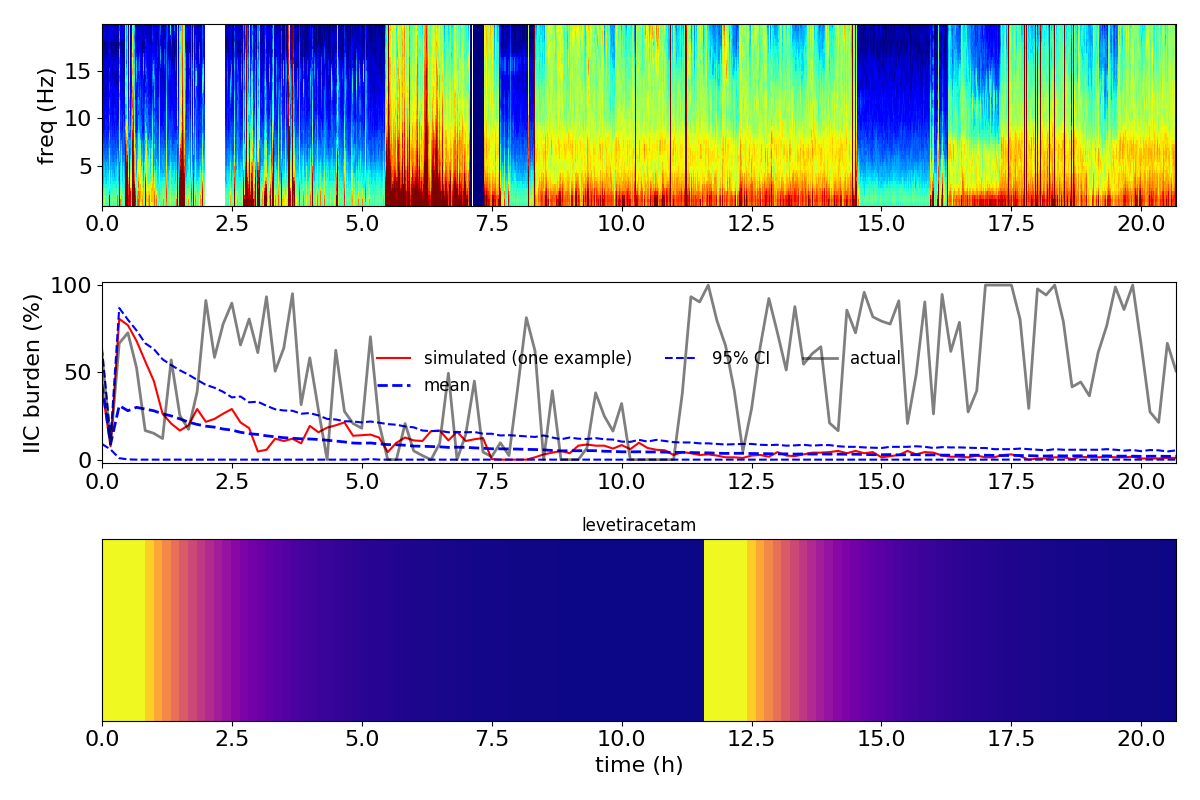 freq (Hz)
15
10
5
0.0 2.5 5.0 7.5 10.0 12.5 15.0 17.5 20.0
IIC burden (%)
100
50
0
simulated (one example) 95% CI actual
mean
0.0 2.5 5.0 7.5 10.0 12.5 15.0 17.5 20.0
levetiracetam
0.0 2.5 5.0 7.5 10.0 12.5 15.0 17.5 20.0
time (h)